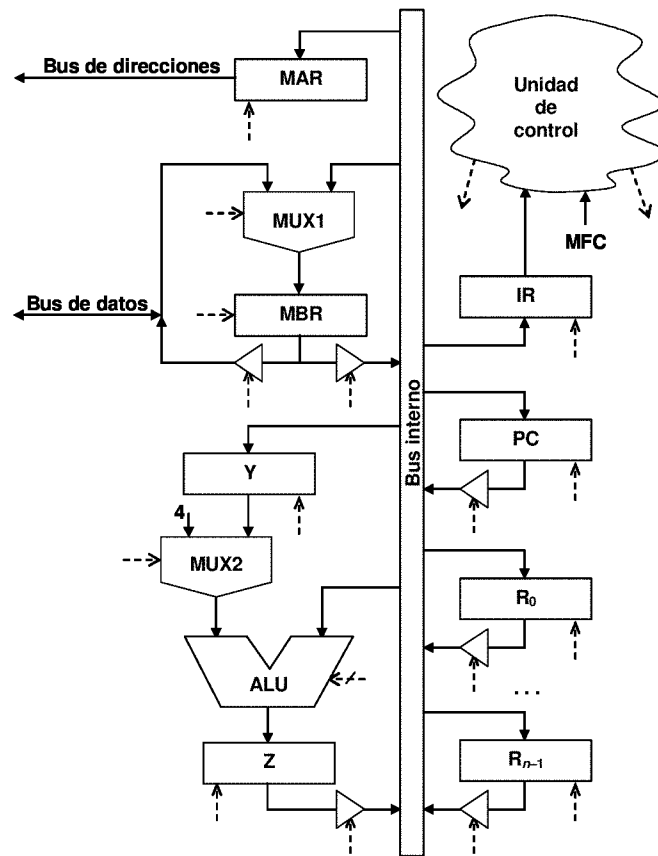 Bus de direcciones
MAR
Unidad
de
control
MUX1
MFC
Bus de datos
MBR
IR
Bus interno
Y
PC
4
MUX2
R0
ALU
...
Z
Rn–1